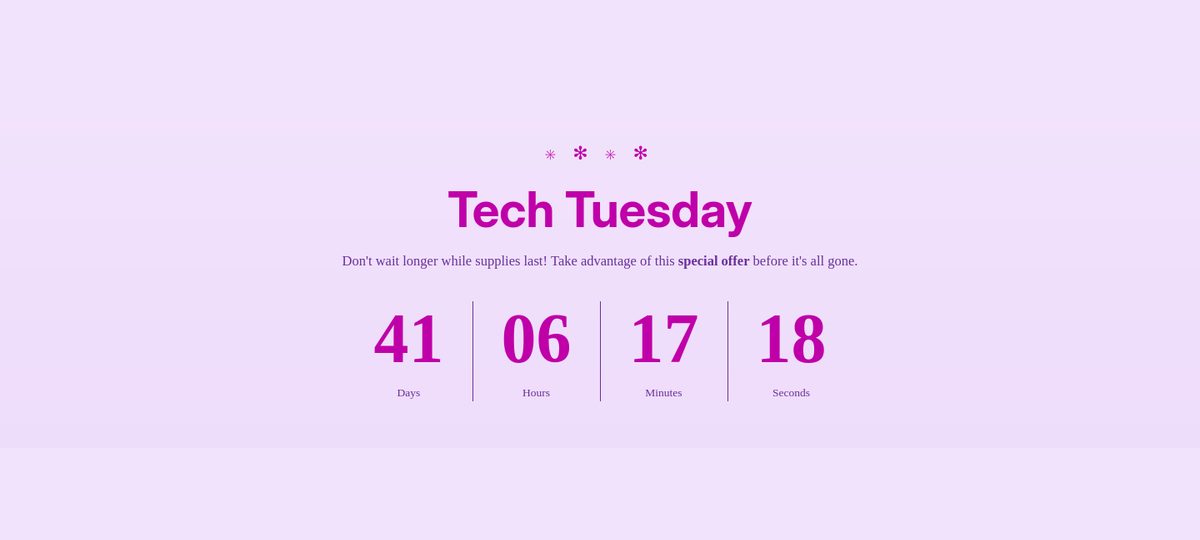 ✳ ✻ ✳ ✻
Tech Tuesday
Don't wait longer while supplies last! Take advantage of this special offer before it's all gone.
41 06 17 18
Days Hours Minutes Seconds